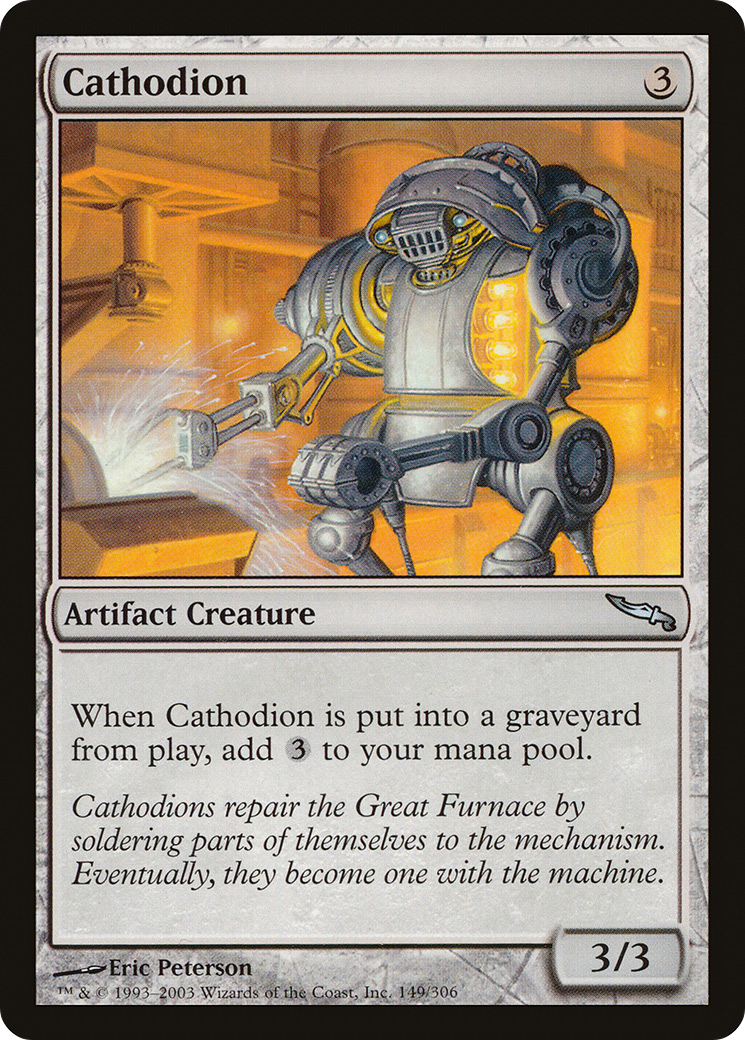 Cathodion 3
Artifact Creature
When Cathodion is put into a graveyard
from play, add 3 to your mana pool.
Cathodions repair the Great Furnace by
soldering parts of themselves to the mechanism.
Eventually, they become one with the machine.
3/3
Eric Peterson
™ & © 1993–2003 Wizards of the Coast, Inc. 149/306